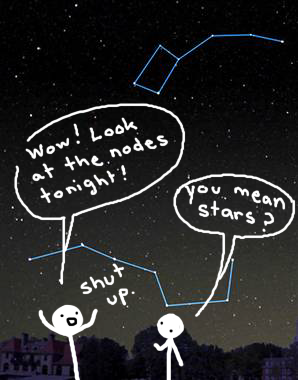 Wow! Look
at the nodes
tonight!
you mean
stars?
shut
up.